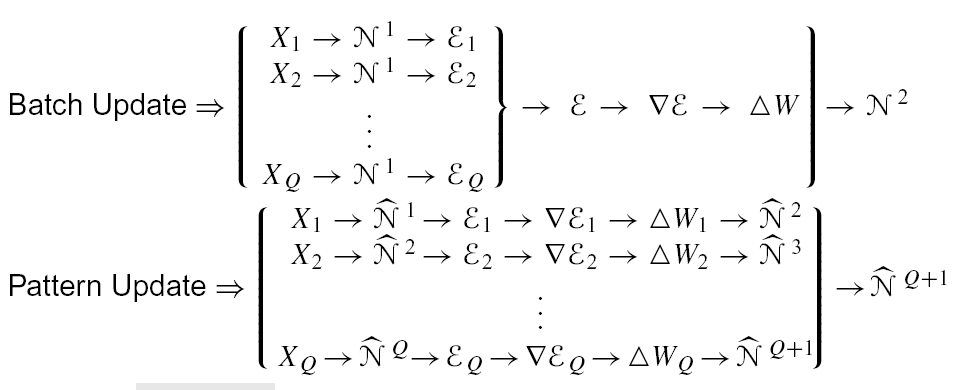 X₁ → 𝒩¹ → ℰ₁
X₂ → 𝒩¹ → ℰ₂
Batch Update ⇒ ⋮ → ℰ → ∇ℰ → △W → 𝒩²
X_Q → 𝒩¹ → ℰ_Q
X₁ → 𝒩̂¹ → ℰ₁ → ∇ℰ₁ → △W₁ → 𝒩̂²
X₂ → 𝒩̂² → ℰ₂ → ∇ℰ₂ → △W₂ → 𝒩̂³
Pattern Update ⇒ ⋮ → 𝒩̂^{Q+1}
X_Q → 𝒩̂^Q → ℰ_Q → ∇ℰ_Q → △W_Q → 𝒩̂^{Q+1}